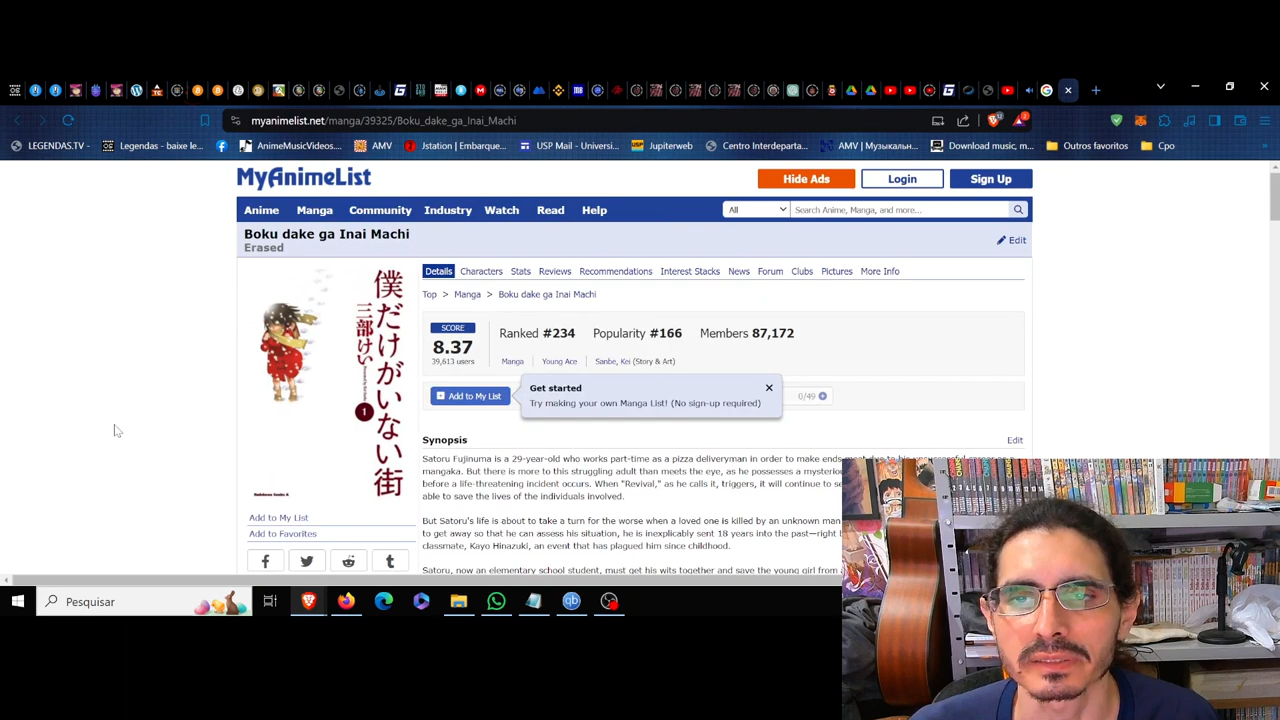 myanimelist.net/manga/39325/Boku_dake_ga_Inai_Machi
LEGENDAS.TV -
Legendas - baixe le...
AnimeMusicVideos....
AMV
Jstation | Embarque...
USP Mail - Universi...
Jupiterweb
Centro Interdeparta...
AMV | Музыкальн...
Download music, m...
Outros favoritos
Cpo
MyAnimeList
Hide Ads
Login
Sign Up
Anime Manga Community Industry Watch Read Help
All
Search Anime, Manga, and more...
Boku dake ga Inai Machi
Erased
Edit
Details Characters Stats Reviews Recommendations Interest Stacks News Forum Clubs Pictures More Info
Top > Manga > Boku dake ga Inai Machi
SCORE
8.37
39,613 users
Ranked #234 Popularity #166 Members 87,172
Manga Young Ace Sanbe, Kei (Story & Art)
Add to My List
Get started
Try making your own Manga List! (No sign-up required)
0/49
僕だけがいない街
三部けい
1
Synopsis
Edit
Satoru Fujinuma is a 29-year-old who works part-time as a pizza deliveryman in order to make ends
mangaka. But there is more to this struggling adult than meets the eye, as he possesses a mysterio
before a life-threatening incident occurs. When "Revival," as he calls it, triggers, it will continue to se
able to save the lives of the individuals involved.
But Satoru's life is about to take a turn for the worse when a loved one is killed by an unknown man
to get away so that he can assess his situation, he is inexplicably sent 18 years into the past—right b
classmate, Kayo Hinazuki, an event that has plagued him since childhood.
Satoru, now an elementary school student, must get his wits together and save the young girl from
Add to My List
Add to Favorites
Pesquisar